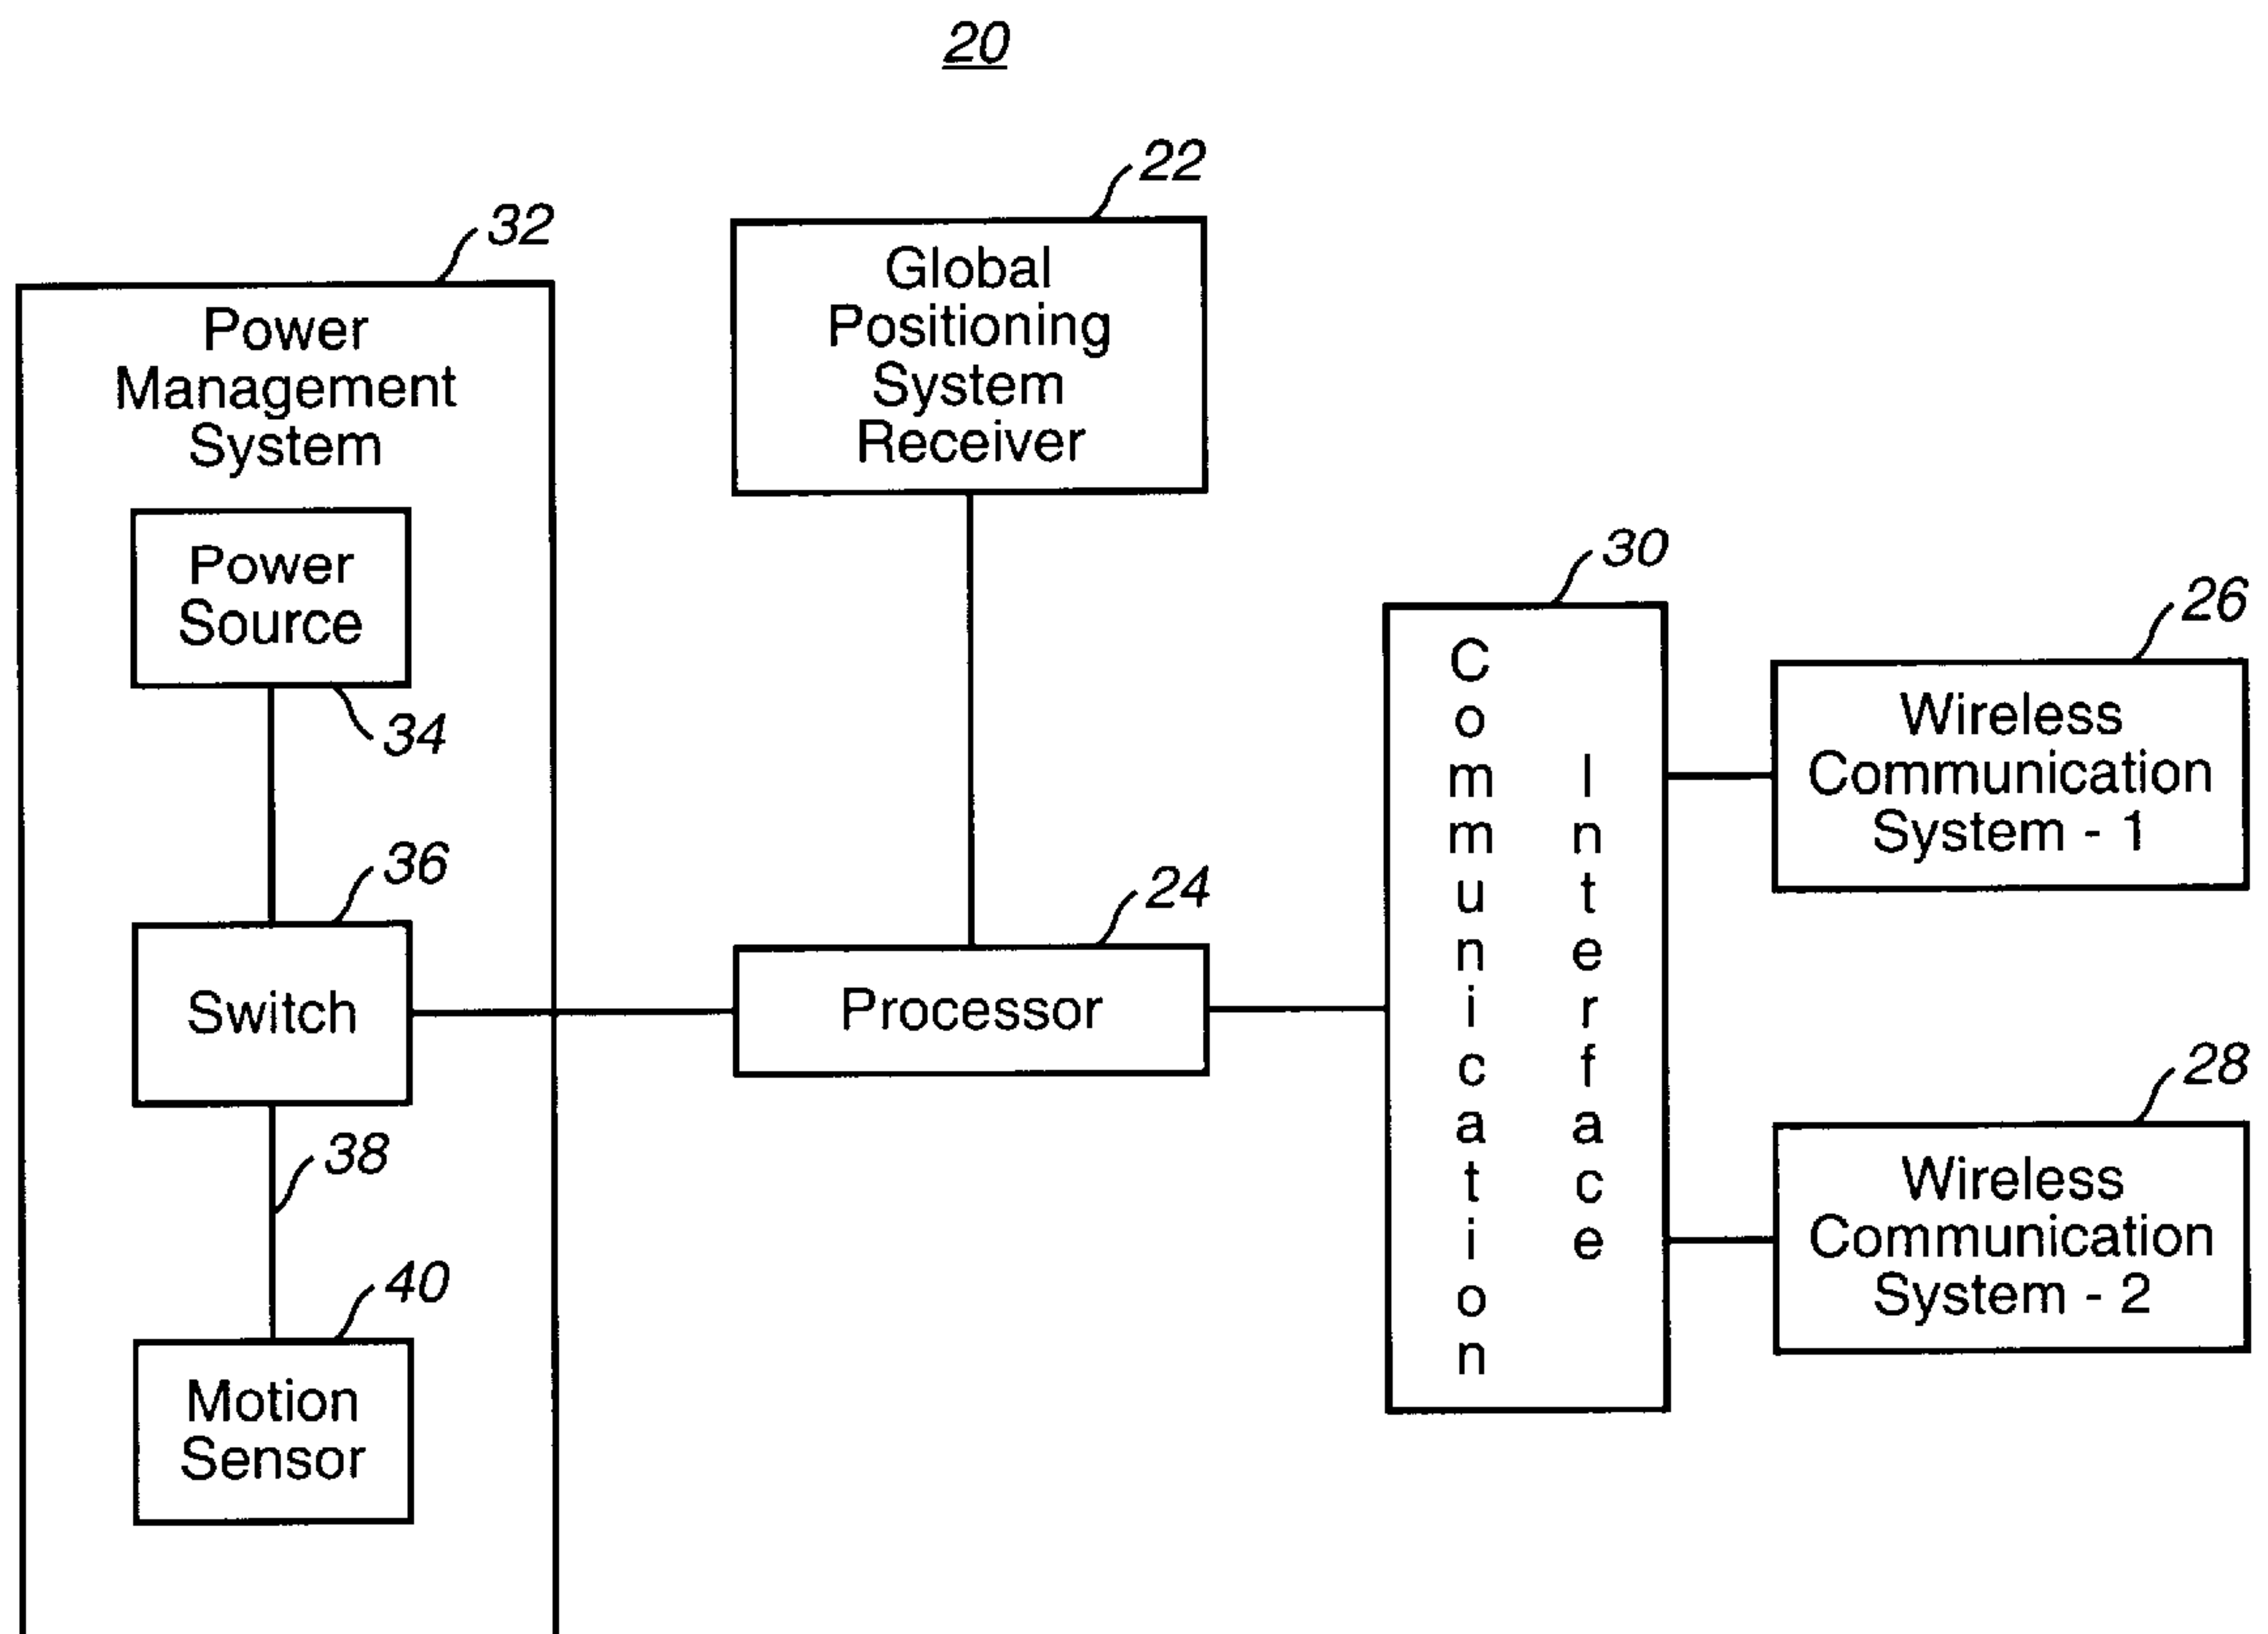 20
32
Power
Management
System
Power
Source
34
36
Switch
38
40
Motion
Sensor
22
Global
Positioning
System
Receiver
24
Processor
30
Communication
Interface
26
Wireless
Communication
System - 1
28
Wireless
Communication
System - 2